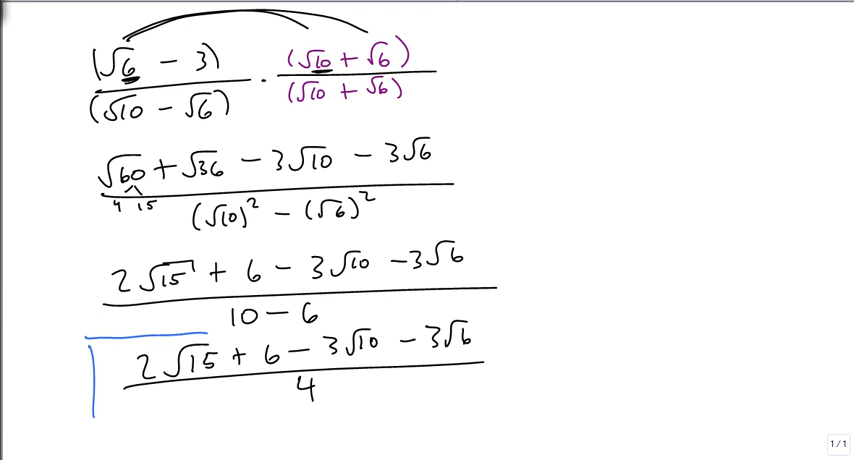 (√6 - 3) / (√10 - √6) · (√10 + √6) / (√10 + √6)
√60 + √36 - 3√10 - 3√6
4 15
(√10)² - (√6)²
2√15 + 6 - 3√10 - 3√6
10 - 6
2√15 + 6 - 3√10 - 3√6
4
1 / 1